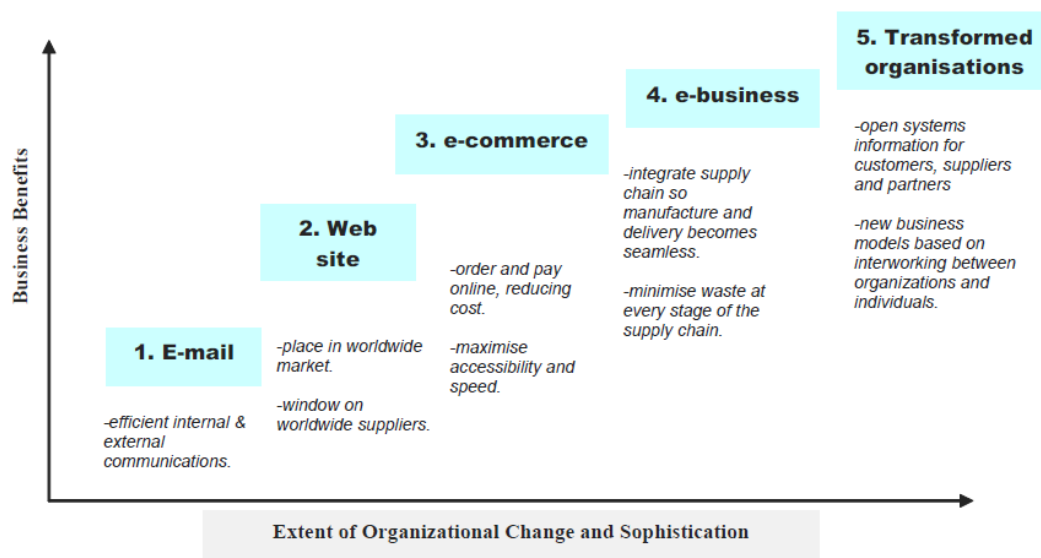 Business Benefits
1. E-mail
-efficient internal &
external
communications.
2. Web
site
-place in worldwide
market.
-window on
worldwide suppliers.
3. e-commerce
-order and pay
online, reducing
cost.
-maximise
accessibility and
speed.
4. e-business
-integrate supply
chain so
manufacture and
delivery becomes
seamless.
-minimise waste at
every stage of the
supply chain.
5. Transformed
organisations
-open systems
information for
customers, suppliers
and partners
-new business
models based on
interworking between
organizations and
individuals.
Extent of Organizational Change and Sophistication